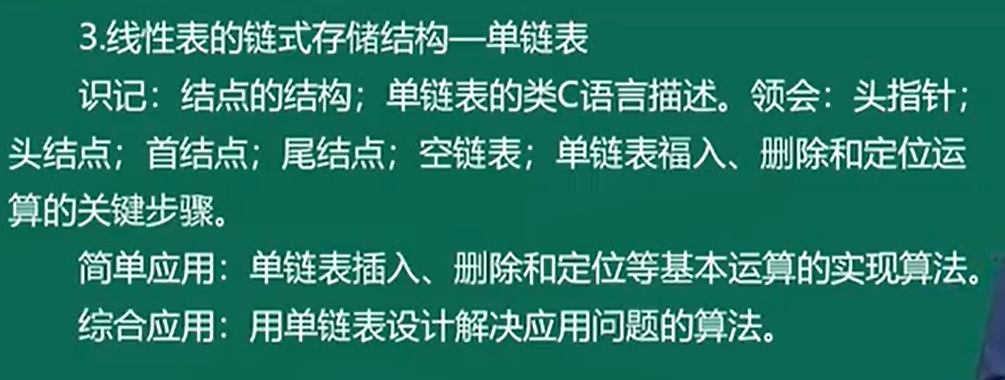 3.线性表的链式存储结构—单链表
识记：结点的结构；单链表的类C语言描述。领会：头指针；
头结点；首结点；尾结点；空链表；单链表福入、删除和定位运
算的关键步骤。
简单应用：单链表插入、删除和定位等基本运算的实现算法。
综合应用：用单链表设计解决应用问题的算法。